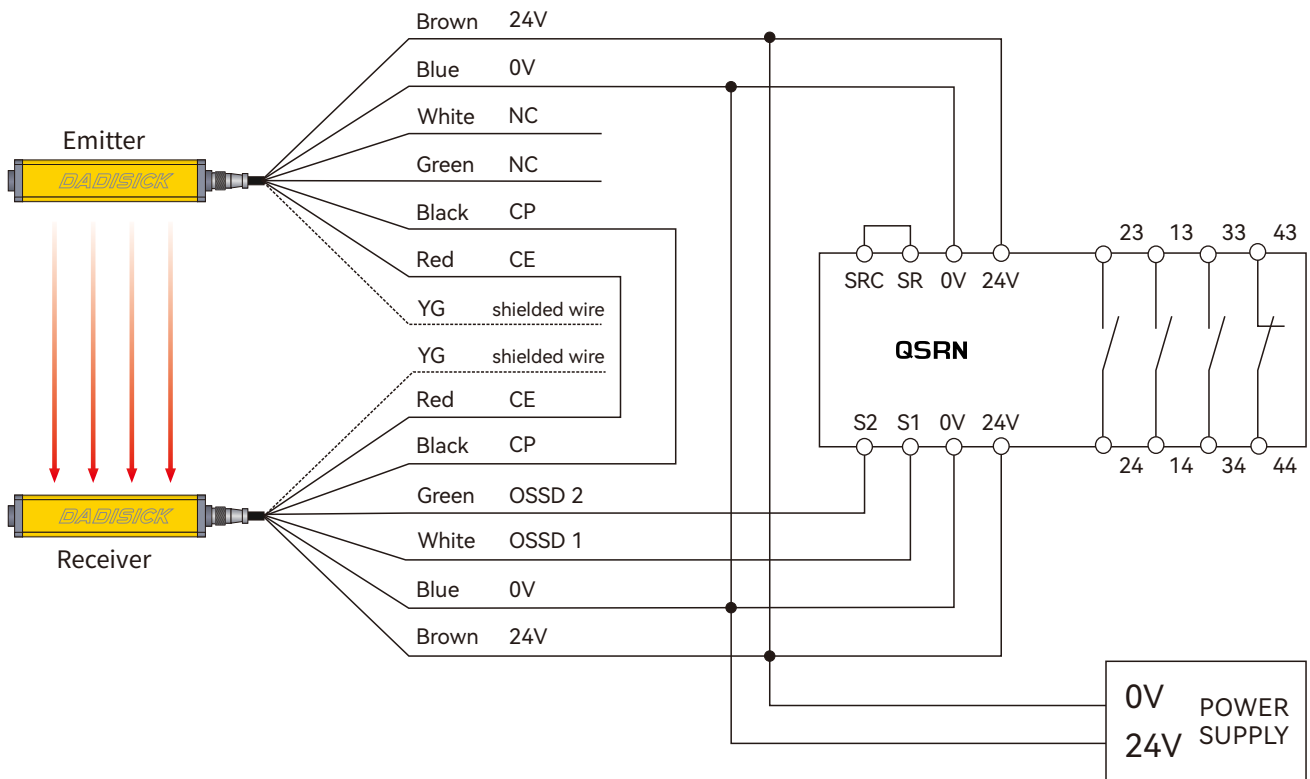 Brown 24V
Blue 0V
White NC
Emitter
Green NC
DADISICK
Black CP
23 13 33 43
Red CE
SRC SR 0V 24V
YG shielded wire
QSRN
YG shielded wire
Red CE
S2 S1 0V 24V
Black CP
24 14 34 44
Green OSSD 2
DADISICK
White OSSD 1
Receiver
Blue 0V
Brown 24V
0V
POWER
SUPPLY
24V